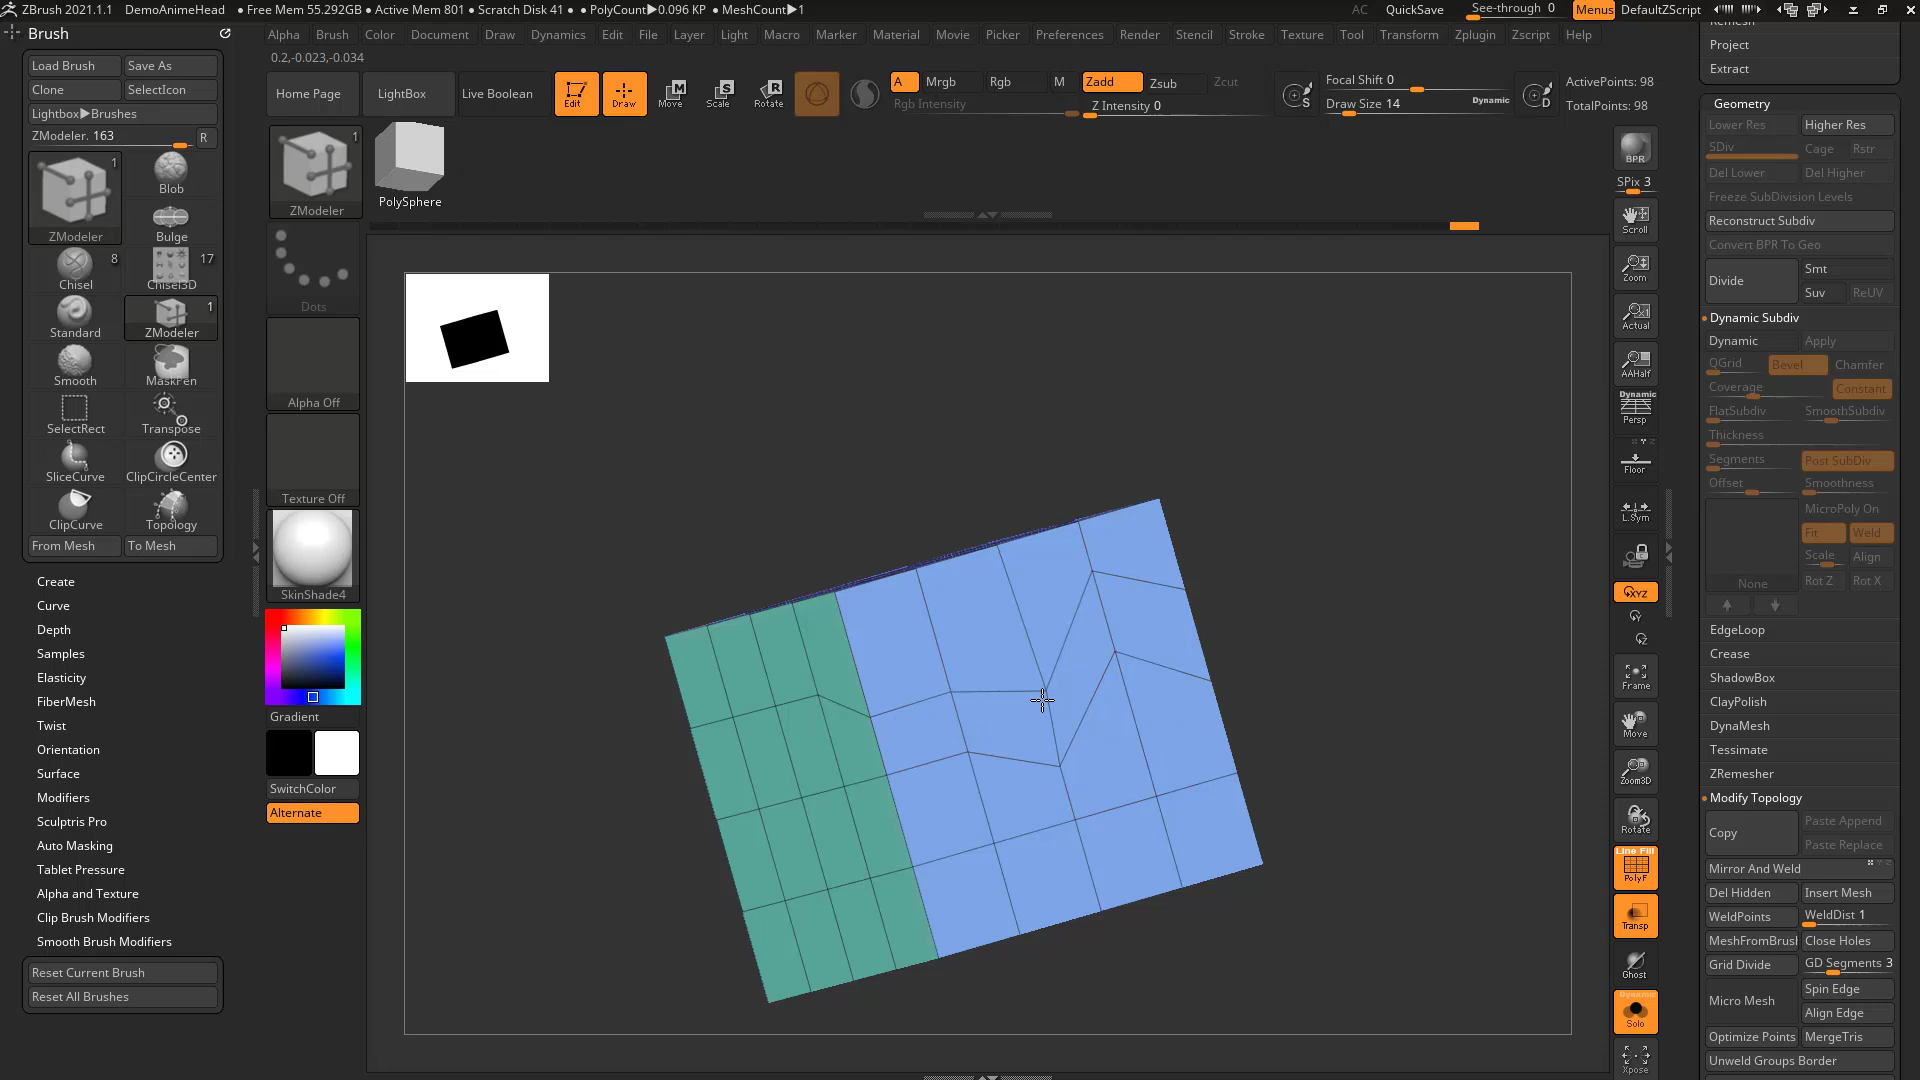 ZBrush 2021.1.1 DemoAnimeHead • Free Mem 55.292GB • Active Mem 801 • Scratch Disk 41 • • PolyCount▶0.096 KP • MeshCount▶1 AC QuickSave See-through 0 Menus DefaultZScript
Brush
Alpha Brush Color Document Draw Dynamics Edit File Layer Light Macro Marker Material Movie Picker Preferences Render Stencil Stroke Texture Tool Transform Zplugin Zscript Help
0.2,-0.023,-0.034
Load Brush Save As
Clone SelectIcon
Lightbox▶Brushes
ZModeler. 163 R
1
ZModeler
Blob
Bulge
8
Chisel
17
Chisel3D
Standard
1
ZModeler
Smooth
MaskPen
SelectRect
Transpose
SliceCurve
ClipCircleCenter
ClipCurve
Topology
From Mesh To Mesh
Create
Curve
Depth
Samples
Elasticity
FiberMesh
Twist
Orientation
Surface
Modifiers
Sculptris Pro
Auto Masking
Tablet Pressure
Alpha and Texture
Clip Brush Modifiers
Smooth Brush Modifiers
Reset Current Brush
Reset All Brushes
Home Page LightBox Live Boolean
Edit Draw Move Scale Rotate
A Mrgb Rgb M Zadd Zsub Zcut
Rgb Intensity Z Intensity 0
S
Focal Shift 0
Draw Size 14 Dynamic
D
ActivePoints: 98
TotalPoints: 98
1
ZModeler
PolySphere
Dots
Alpha Off
Texture Off
SkinShade4
Gradient
SwitchColor
Alternate
BPR
SPix 3
Scroll
Zoom
Actual
AAHalf
Dynamic
Persp
Floor
L.Sym
XYZ
Y
Z
Frame
Move
Zoom3D
Rotate
Line Fill
PolyF
Transp
Ghost
Dynamic
Solo
Xpose
Remesh
Project
Extract
Geometry
Lower Res Higher Res
SDiv Cage Rstr
Del Lower Del Higher
Freeze SubDivision Levels
Reconstruct Subdiv
Convert BPR To Geo
Divide Smt
Suv ReUV
Dynamic Subdiv
Dynamic Apply
QGrid Bevel Chamfer
Coverage Constant
FlatSubdiv SmoothSubdiv
Thickness
Segments Post SubDiv
Offset Smoothness
MicroPoly On
Fit Weld
Scale Align
None Rot Z Rot X
EdgeLoop
Crease
ShadowBox
ClayPolish
DynaMesh
Tessimate
ZRemesher
Modify Topology
Copy Paste Append
Paste Replace
Mirror And Weld
Del Hidden Insert Mesh
WeldPoints WeldDist 1
MeshFromBrush Close Holes
Grid Divide GD Segments 3
Micro Mesh Spin Edge
Align Edge
Optimize Points MergeTris
Unweld Groups Border